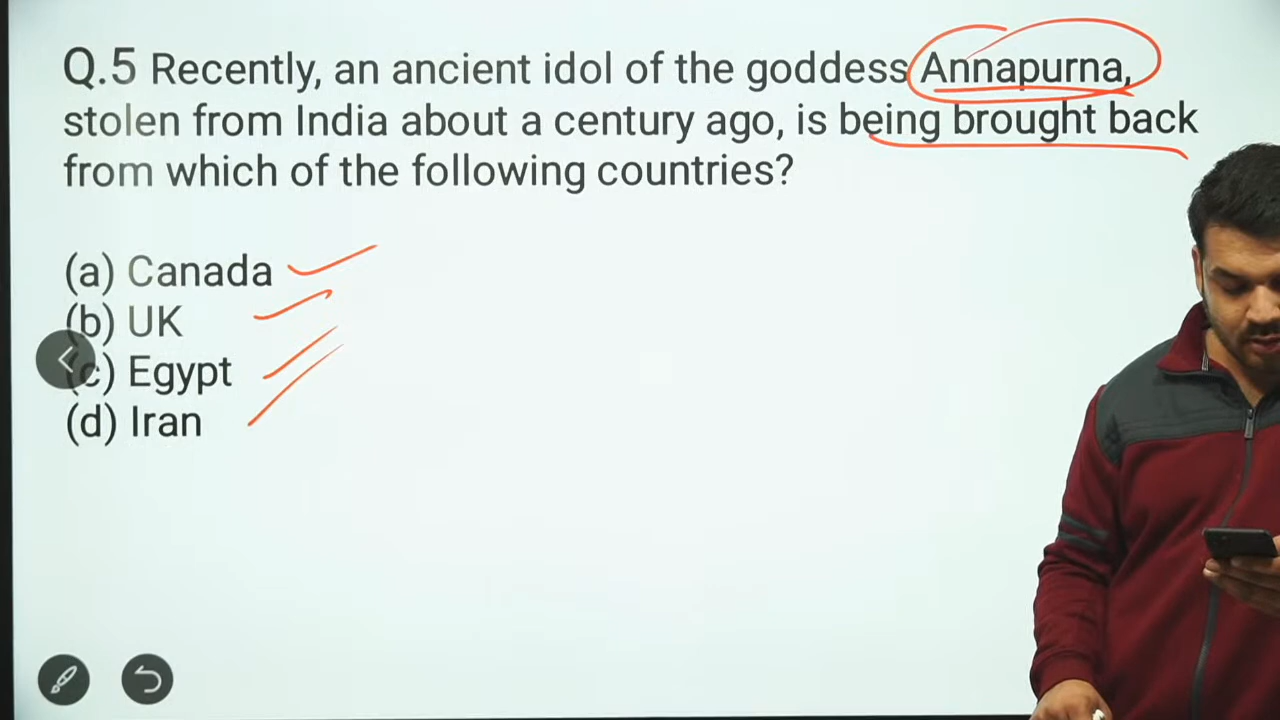 Q.5 Recently, an ancient idol of the goddess Annapurna,
stolen from India about a century ago, is being brought back
from which of the following countries?
(a) Canada
(b) UK
(c) Egypt
(d) Iran